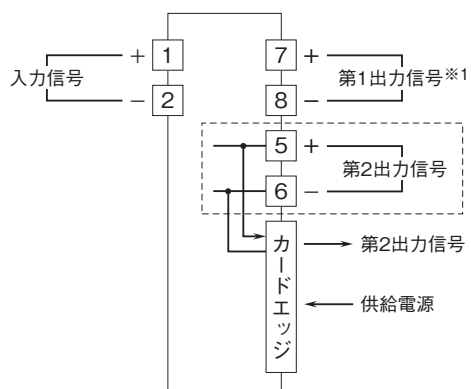 入力信号
+ 1
− 2
7 +
8 −
第1出力信号※1
5 +
6 −
第2出力信号
カードエッジ
第2出力信号
供給電源